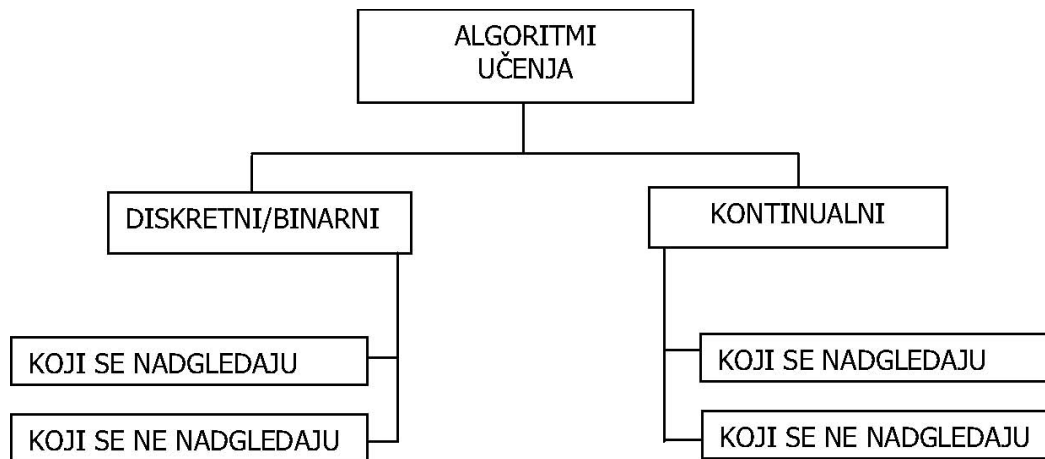 ALGORITMI
UČENJA
DISKRETNI/BINARNI
KONTINUALNI
KOJI SE NADGLEDAJU
KOJI SE NADGLEDAJU
KOJI SE NE NADGLEDAJU
KOJI SE NE NADGLEDAJU